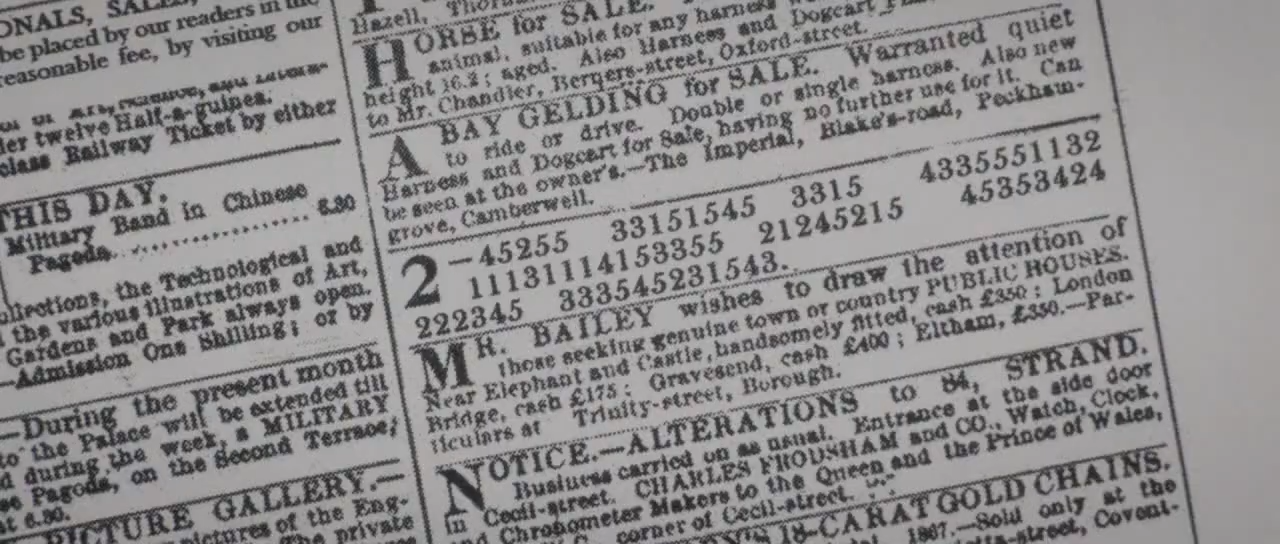 ONALS, SALES,
be placed by our readers in the
reasonable fee, by visiting our
der twelve Half-a-guinea.
class Railway Ticket by either
THIS DAY.
Military Band in Chinese
Pagoda. .................. 6.30
ollections, the Technological and
the various illustrations of Art,
Gardens and Park always open.
—Admission One Shilling; or by
—During the present month
to the Palace will be extended till
d during the week, a MILITARY
Pagoda, on the Second Terrace,
at 6.30.
PICTURE GALLERY.—
pictures of the Eng-
The private
Hazell,
HORSE for SALE.
animal, suitable for any harness
height 16.2; aged. Also Harness and Dogcart
to Mr. Chandler, Berners-street, Oxford-street.
A BAY GELDING for SALE. Warranted quiet
to ride or drive. Double or single harness. Also new
Harness and Dogcart for Sale, having no further use for it. Can
be seen at the owner's.—The Imperial, Blake's-road, Peckham-
grove, Camberwell.
2—45255 33151545 3315 4335551132
11131114153355 21245215 45353424
222345 333545231543.
MR. BAILEY wishes to draw the attention of
those seeking genuine town or country PUBLIC HOUSES.
Near Elephant and Castle, handsomely fitted, cash £350; London
Bridge, cash £175; Gravesend, cash £400; Eltham, £350.—Par-
ticulars at Trinity-street, Borough.
NOTICE.—ALTERATIONS to 84, STRAND.
Business carried on as usual. Entrance at the side door
in Cecil-street. CHARLES FRODSHAM and CO., Watch, Clock,
and Chronometer Makers to the Queen and the Prince of Wales,
corner of Cecil-street.
18-CARAT GOLD CHAINS.
1867.—Sold only at the
-street, Covent-